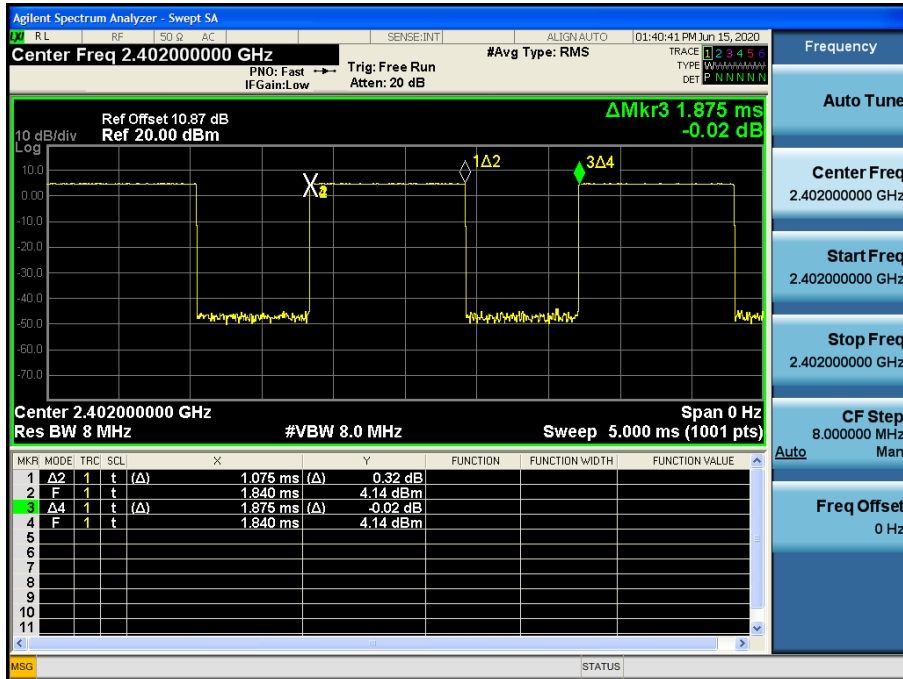 Agilent Spectrum Analyzer - Swept SA
LXI RL RF 50 Ω AC SENSE:INT ALIGN AUTO 01:40:41 PM Jun 15, 2020
Center Freq 2.402000000 GHz #Avg Type: RMS TRACE 1 2 3 4 5 6
PNO: Fast Trig: Free Run TYPE W
IFGain:Low Atten: 20 dB DET P N N N N N
Frequency
Auto Tune
Center Freq
2.402000000 GHz
Start Freq
2.402000000 GHz
Stop Freq
2.402000000 GHz
CF Step
8.000000 MHz
Auto Man
Freq Offset
0 Hz
ΔMkr3 1.875 ms
-0.02 dB
Ref Offset 10.87 dB
10 dB/div Ref 20.00 dBm
Log
10.0
0.00
-10.0
-20.0
-30.0
-40.0
-50.0
-60.0
-70.0
1Δ2
3Δ4
Center 2.402000000 GHz Span 0 Hz
Res BW 8 MHz #VBW 8.0 MHz Sweep 5.000 ms (1001 pts)
MKR MODE TRC SCL X Y FUNCTION FUNCTION WIDTH FUNCTION VALUE
1 Δ2 1 t (Δ) 1.075 ms (Δ) 0.32 dB
2 F 1 t 1.840 ms 4.14 dBm
3 Δ4 1 t (Δ) 1.875 ms (Δ) -0.02 dB
4 F 1 t 1.840 ms 4.14 dBm
5
6
7
8
9
10
11
MSG STATUS